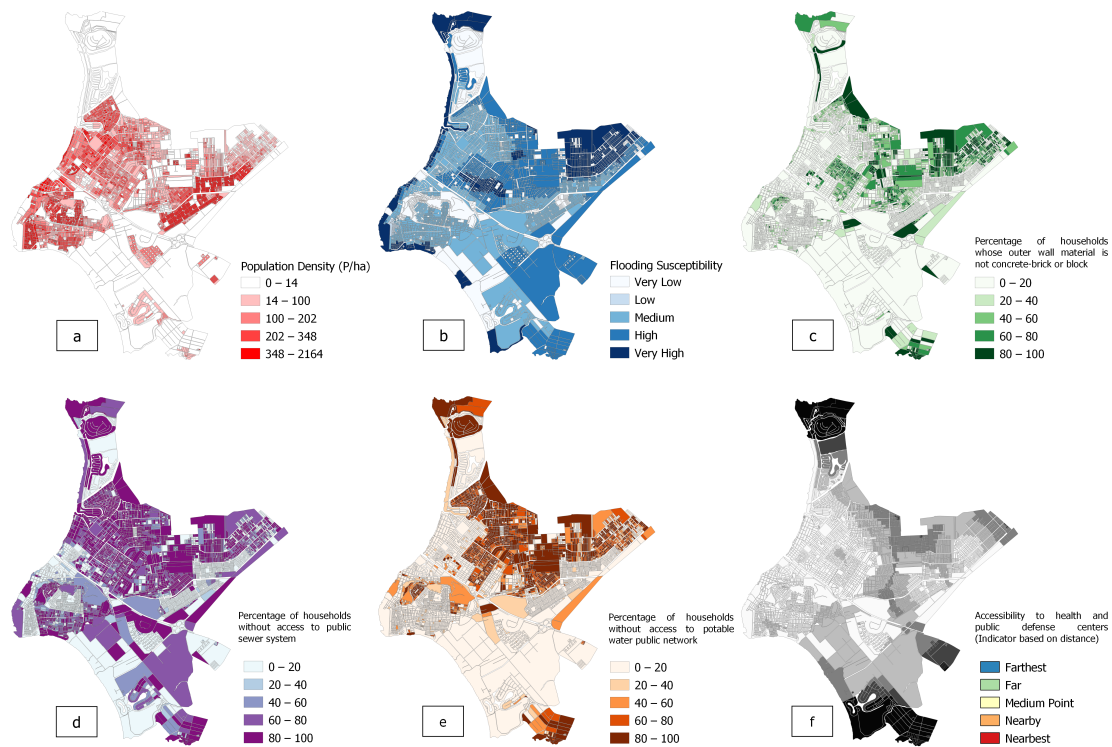 Population Density (P/ha)
0 – 14
14 – 100
100 – 202
202 – 348
348 – 2164
a
Flooding Susceptibility
Very Low
Low
Medium
High
Very High
b
Percentage of households
whose outer wall material is
not concrete-brick or block
0 – 20
20 – 40
40 – 60
60 – 80
80 – 100
c
Percentage of households
without access to public
sewer system
0 – 20
20 – 40
40 – 60
60 – 80
80 – 100
d
Percentage of households
without access to potable
water public network
0 – 20
20 – 40
40 – 60
60 – 80
80 – 100
e
Accessibility to health and
public defense centers
(Indicator based on distance)
Farthest
Far
Medium Point
Nearby
Nearbest
f